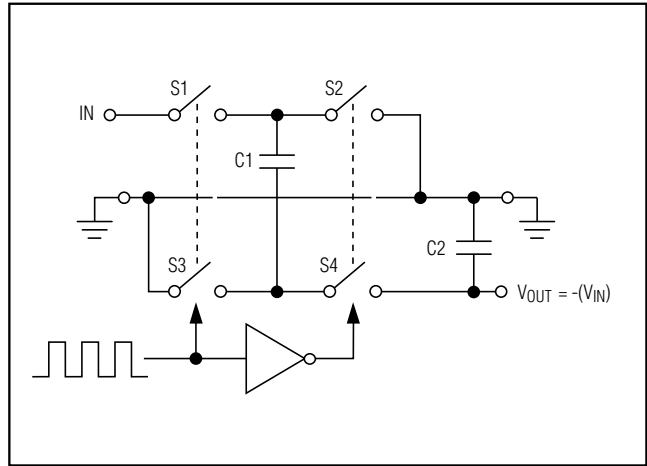 S1
S2
IN
C1
C2
S3
S4
VOUT = -(VIN)